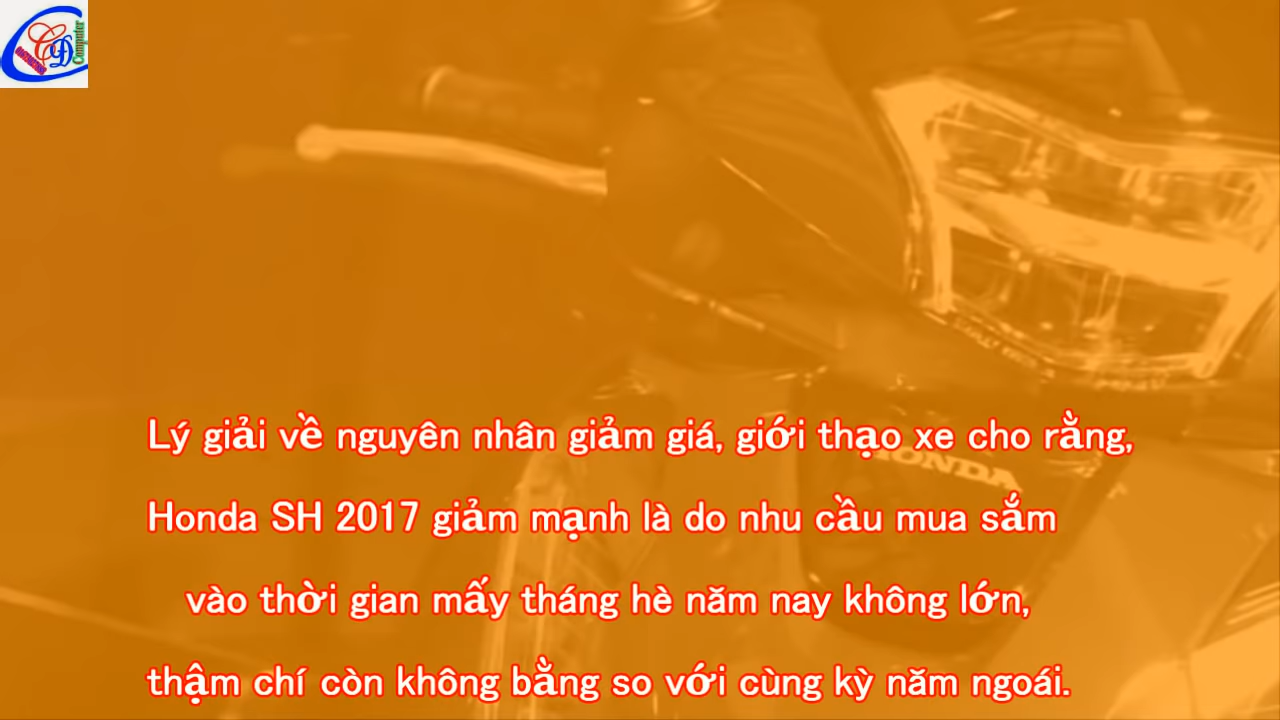 Computer
Lý giải về nguyên nhân giảm giá, giới thạo xe cho rằng,
HONDA
Honda SH 2017 giảm mạnh là do nhu cầu mua sắm
vào thời gian mấy tháng hè năm nay không lớn,
thậm chí còn không bằng so với cùng kỳ năm ngoái.